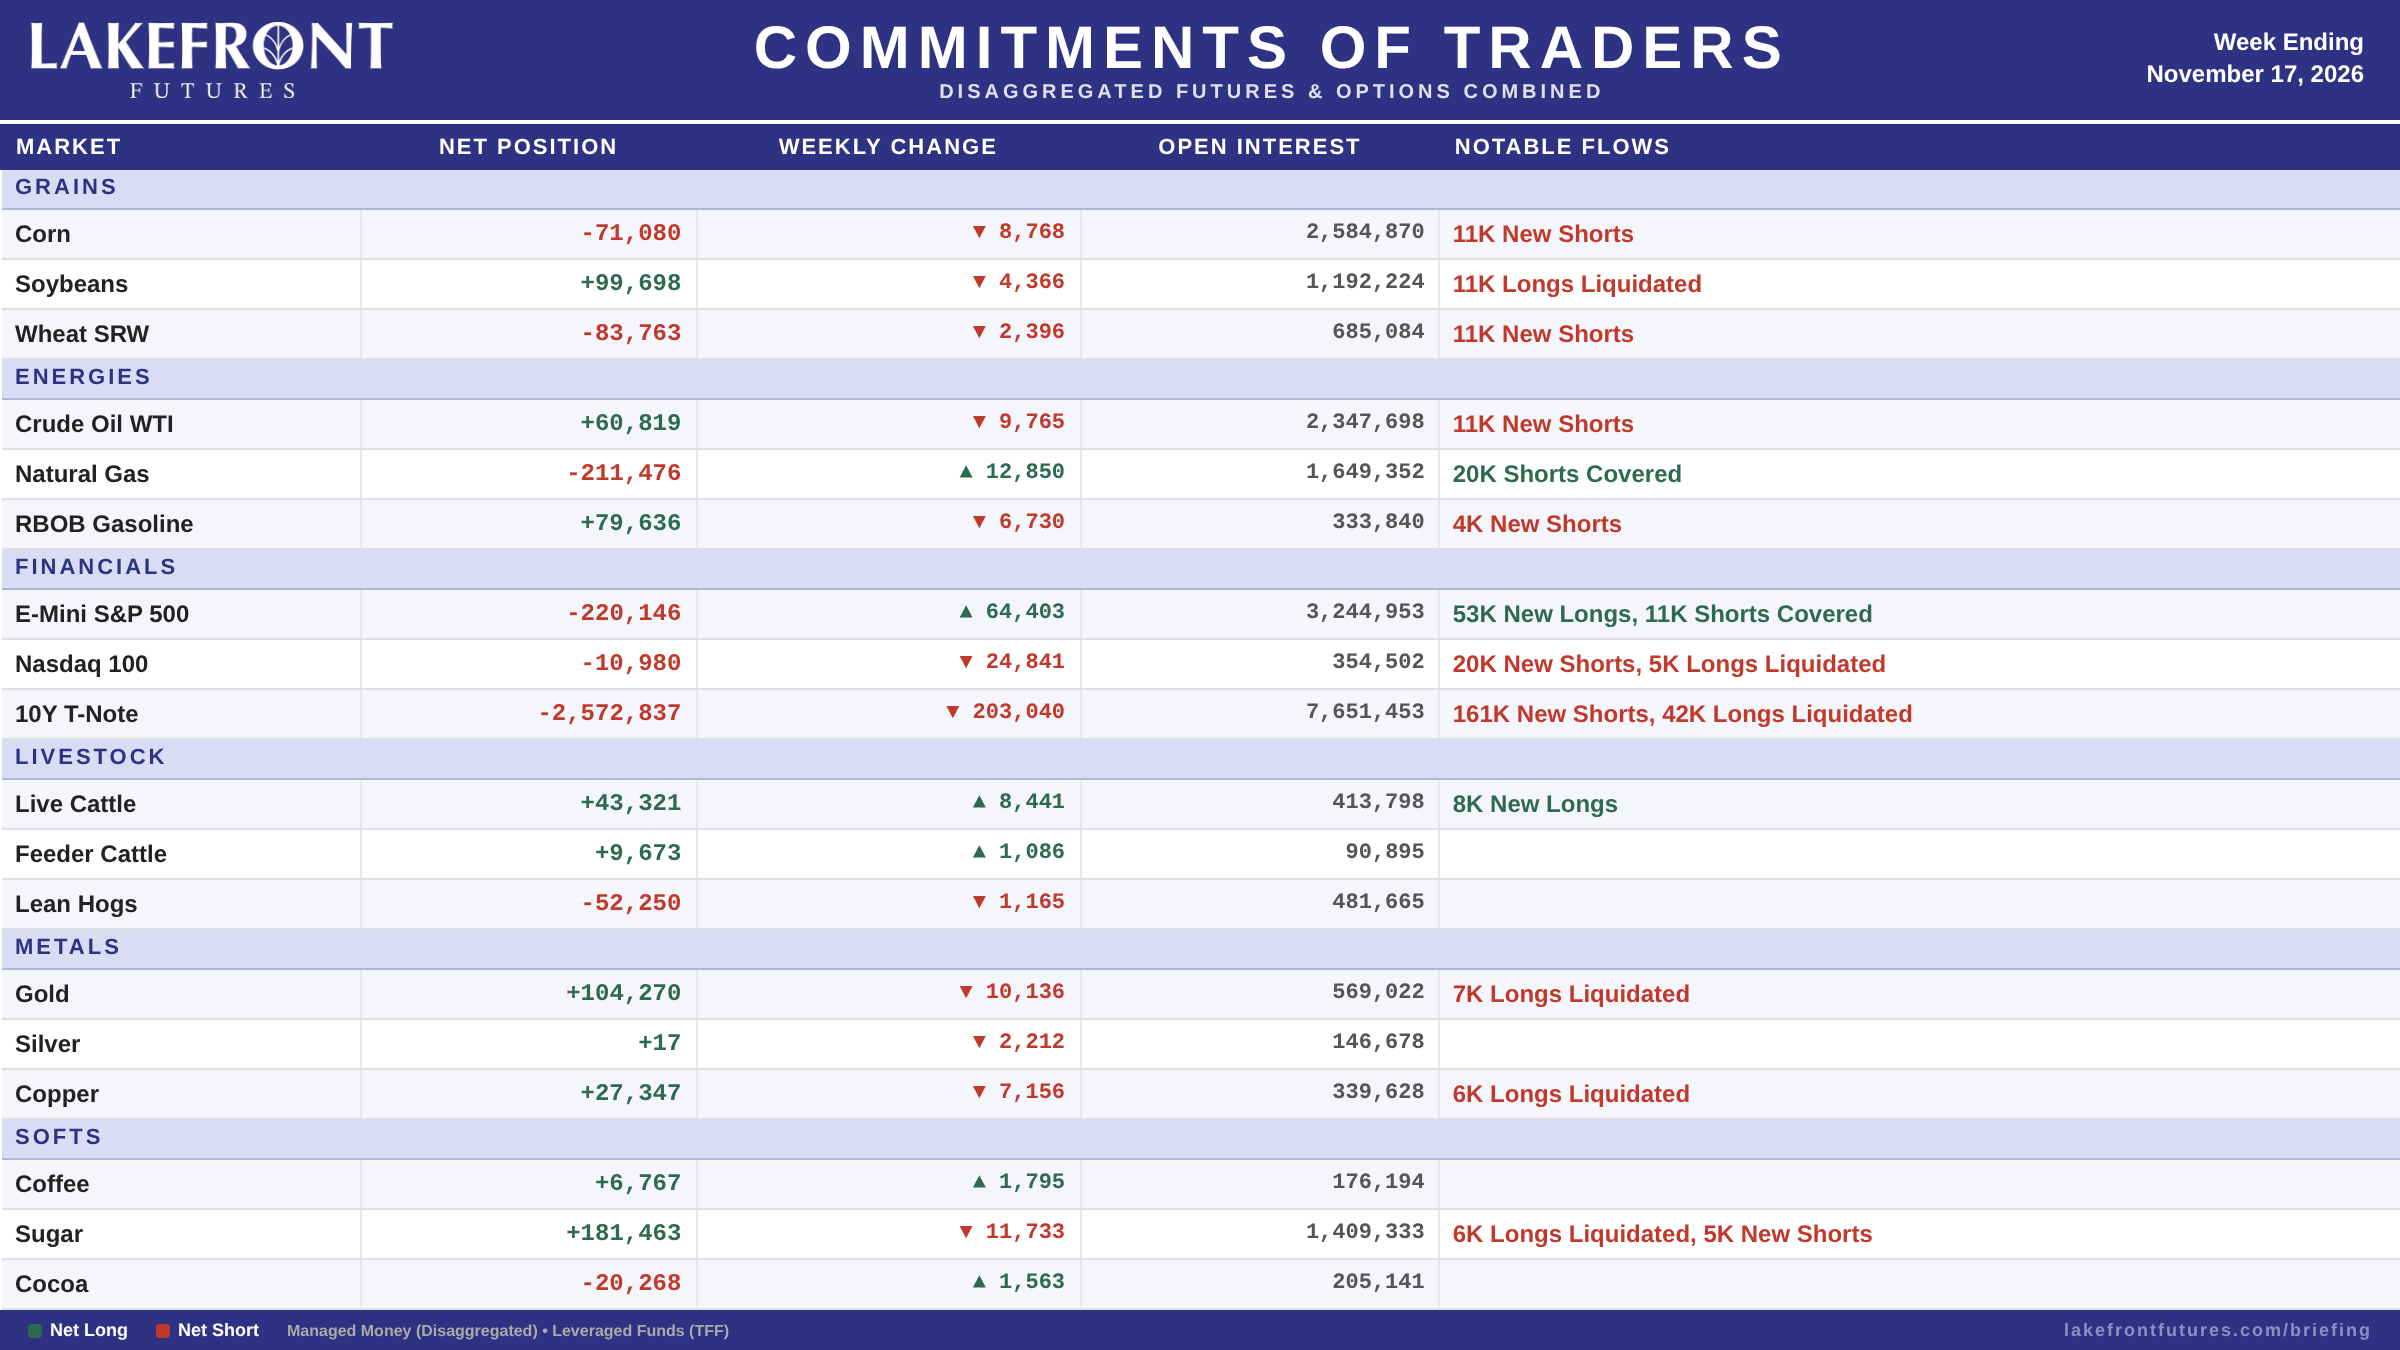 LAKEFRONT
FUTURES
COMMITMENTS OF TRADERS
DISAGGREGATED FUTURES & OPTIONS COMBINED
Week Ending
November 17, 2026
MARKET NET POSITION WEEKLY CHANGE OPEN INTEREST NOTABLE FLOWS
GRAINS
Corn -71,080 ▼ 8,768 2,584,870 11K New Shorts
Soybeans +99,698 ▼ 4,366 1,192,224 11K Longs Liquidated
Wheat SRW -83,763 ▼ 2,396 685,084 11K New Shorts
ENERGIES
Crude Oil WTI +60,819 ▼ 9,765 2,347,698 11K New Shorts
Natural Gas -211,476 ▲ 12,850 1,649,352 20K Shorts Covered
RBOB Gasoline +79,636 ▼ 6,730 333,840 4K New Shorts
FINANCIALS
E-Mini S&P 500 -220,146 ▲ 64,403 3,244,953 53K New Longs, 11K Shorts Covered
Nasdaq 100 -10,980 ▼ 24,841 354,502 20K New Shorts, 5K Longs Liquidated
10Y T-Note -2,572,837 ▼ 203,040 7,651,453 161K New Shorts, 42K Longs Liquidated
LIVESTOCK
Live Cattle +43,321 ▲ 8,441 413,798 8K New Longs
Feeder Cattle +9,673 ▲ 1,086 90,895
Lean Hogs -52,250 ▼ 1,165 481,665
METALS
Gold +104,270 ▼ 10,136 569,022 7K Longs Liquidated
Silver +17 ▼ 2,212 146,678
Copper +27,347 ▼ 7,156 339,628 6K Longs Liquidated
SOFTS
Coffee +6,767 ▲ 1,795 176,194
Sugar +181,463 ▼ 11,733 1,409,333 6K Longs Liquidated, 5K New Shorts
Cocoa -20,268 ▲ 1,563 205,141
Net Long Net Short Managed Money (Disaggregated) • Leveraged Funds (TFF) lakefrontfutures.com/briefing